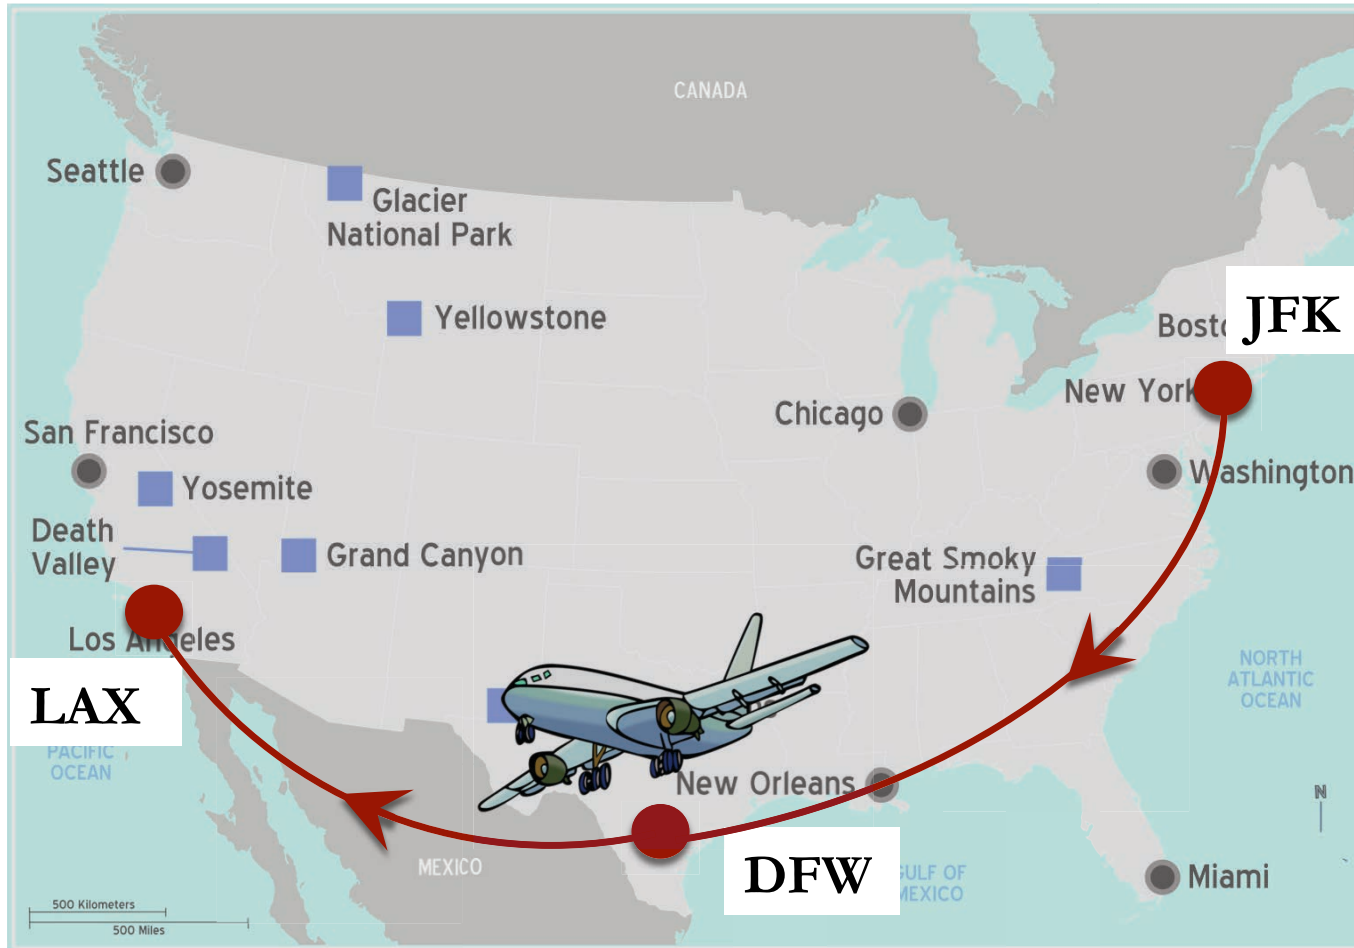 CANADA
Seattle
Glacier
National Park
Yellowstone
JFK
New York
Chicago
San Francisco
Washington
Yosemite
Death
Valley
Grand Canyon
Great Smoky
Mountains
Los Angeles
LAX
NORTH
ATLANTIC
OCEAN
PACIFIC
OCEAN
New Orleans
N
MEXICO
DFW
GULF OF
MEXICO
Miami
500 Kilometers
500 Miles